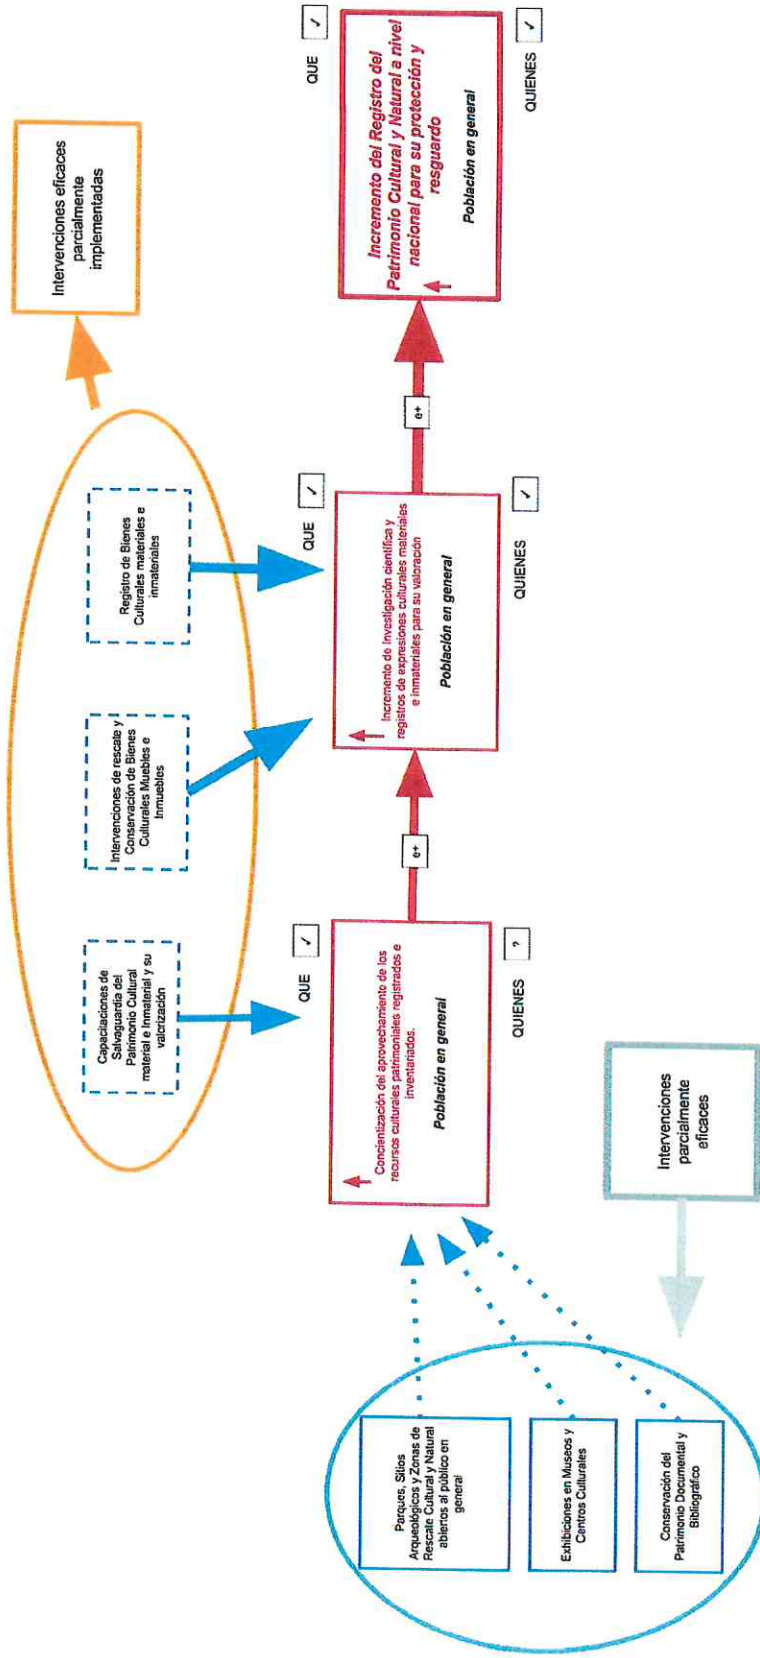 Intervenciones eficaces
parcialmente
implementadas
Capacitaciones de
Salvaguardia del
Patrimonio Cultural
material e Inmaterial y su
valorización
Intervenciones de rescate y
Conservación de Bienes
Culturales Muebles e
Inmuebles
Registro de Bienes
Culturales materiales e
inmateriales
QUE ✓
Concientización del aprovechamiento de los
recursos culturales patrimoniales registrados e
inventariados.
Población en general
QUIENES ?
e+
QUE ✓
Incremento de investigación científica y
registros de expresiones culturales materiales
e inmateriales para su valoración
Población en general
QUIENES ✓
e+
QUE ✓
Incremento del Registro del
Patrimonio Cultural y Natural a nivel
nacional para su protección y
resguardo
Población en general
QUIENES ✓
Parques, Sitios
Arqueológicos y Zonas de
Rescate Cultural y Natural
abiertos al público en
general
Exhibiciones en Museos y
Centros Culturales
Conservación del
Patrimonio Documental y
Bibliográfico
Intervenciones
parcialmente
eficaces